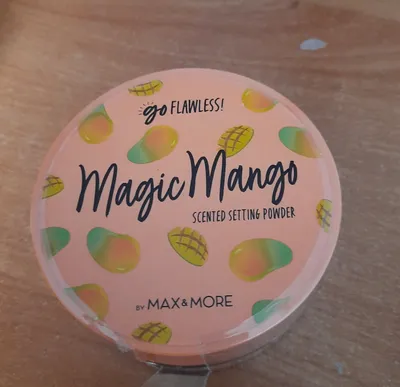 go FLAWLESS!
Magic Mango
SCENTED SETTING POWDER
BY MAX&MORE